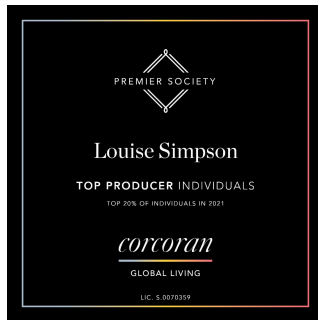 PREMIER SOCIETY
Louise Simpson
TOP PRODUCER INDIVIDUALS
TOP 20% OF INDIVIDUALS IN 2021
corcoran
GLOBAL LIVING
LIC. S.0070359